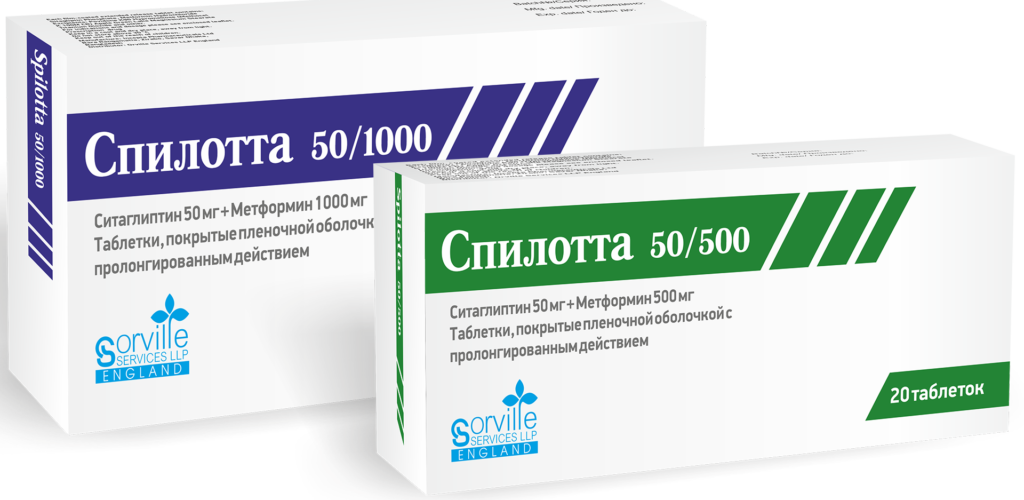 Spilotta 50/1000
Спилотта 50/1000
Ситаглиптин 50 мг + Метформин 1000 мг
Таблетки, покрытые пленочной оболочк
пролонгированным действием
Sorville
SERVICES LLP
ENGLAND
Spilotta 50/500
Спилотта 50/500
Ситаглиптин 50 мг + Метформин 500 мг
Таблетки, покрытые пленочной оболочкой с
пролонгированным действием
20 таблеток
Sorville
SERVICES LLP
ENGLAND